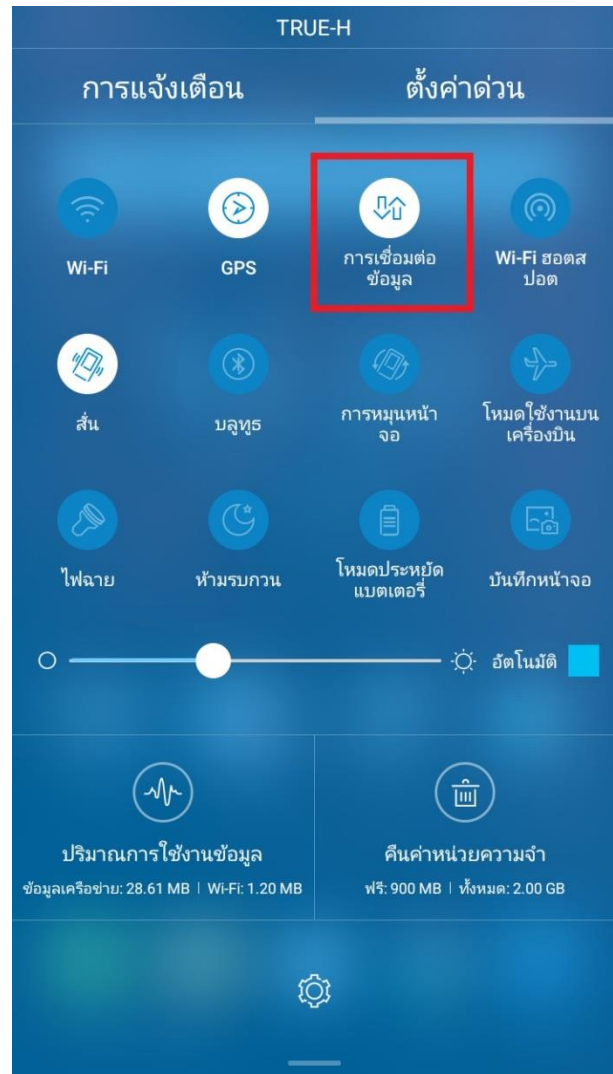 TRUE-H
การแจ้งเตือน
ตั้งค่าด่วน
Wi-Fi
GPS
การเชื่อมต่อ
ข้อมูล
Wi-Fi ฮอตส
ปอต
สั่น
บลูทูธ
การหมุนหน้า
จอ
โหมดใช้งานบน
เครื่องบิน
ไฟฉาย
ห้ามรบกวน
โหมดประหยัด
แบตเตอรี่
บันทึกหน้าจอ
อัตโนมัติ
ปริมาณการใช้งานข้อมูล
ข้อมูลเครือข่าย: 28.61 MB | Wi-Fi: 1.20 MB
คืนค่าหน่วยความจำ
ฟรี: 900 MB | ทั้งหมด: 2.00 GB